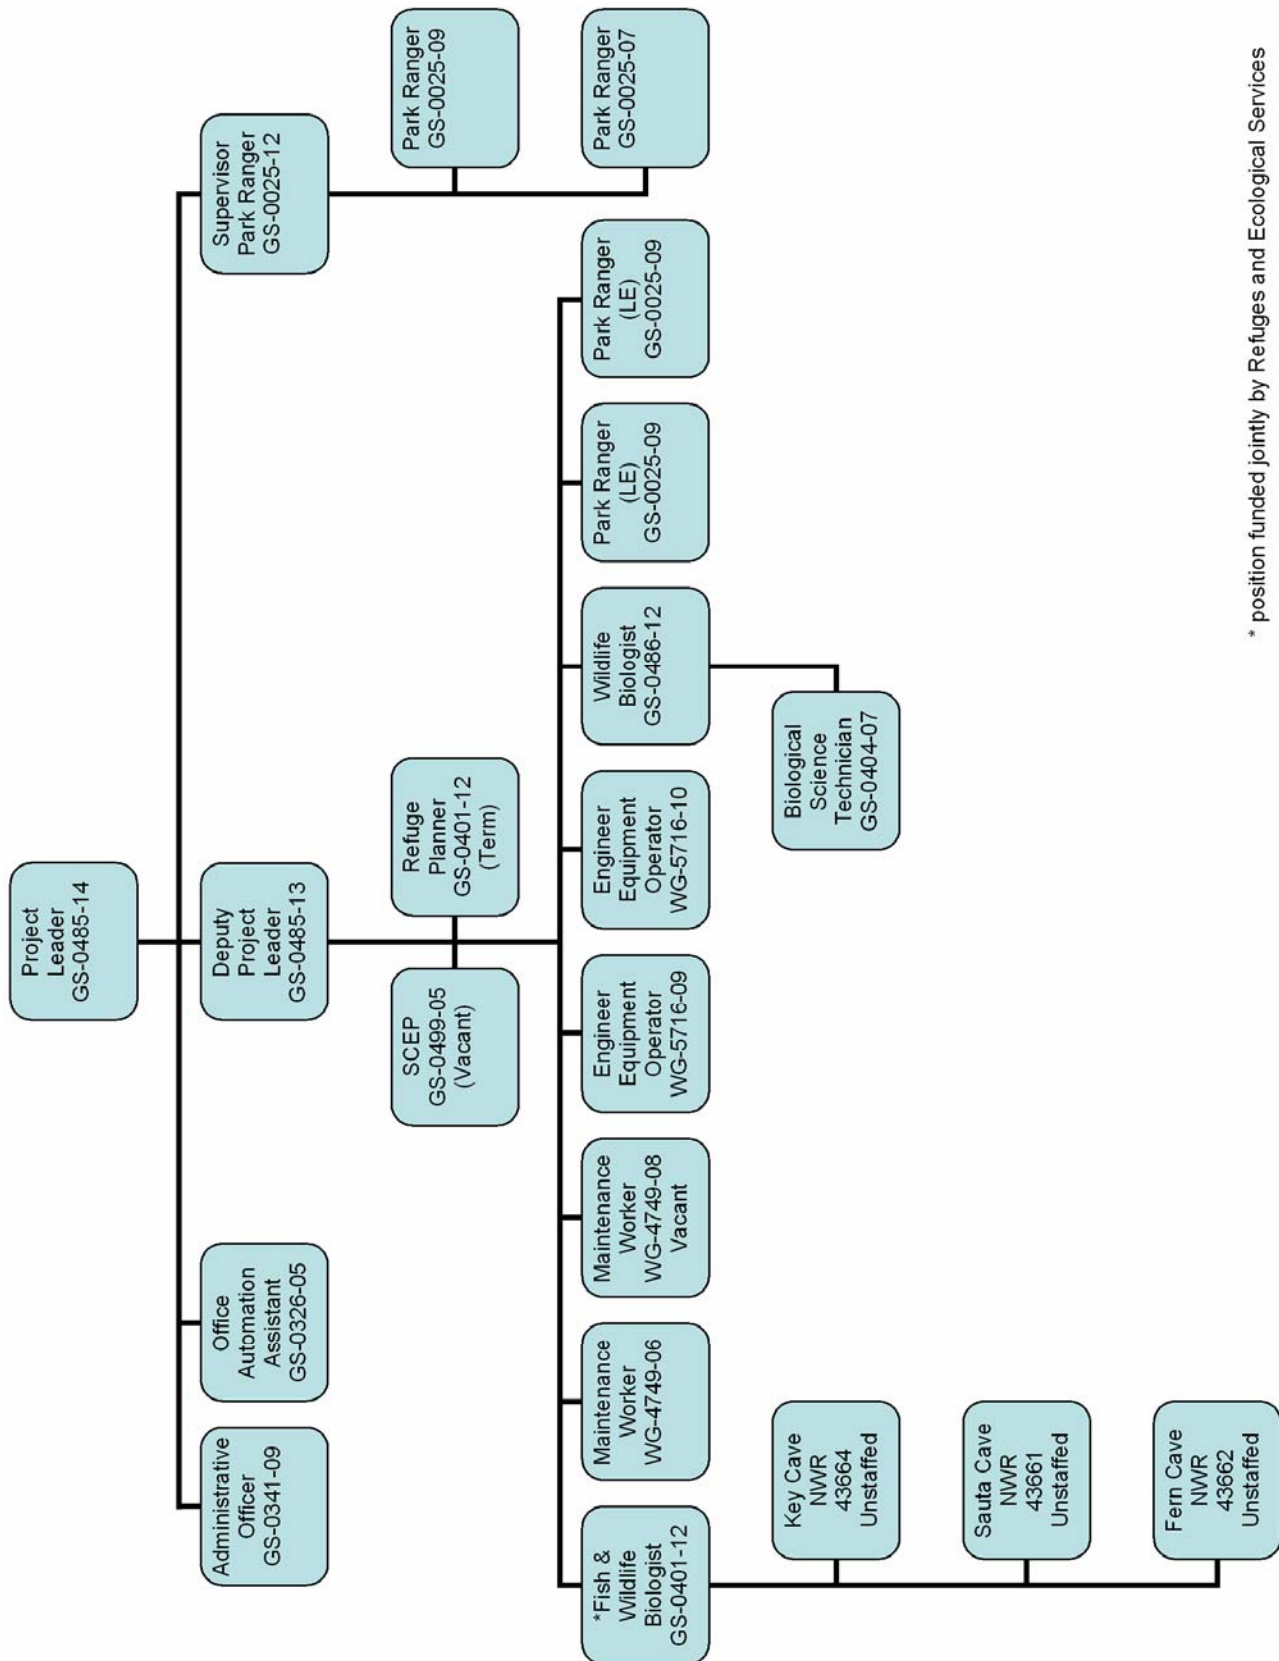 Project
Leader
GS-0485-14
Administrative
Officer
GS-0341-09
Office
Automation
Assistant
GS-0326-05
Deputy
Project
Leader
GS-0485-13
Supervisor
Park Ranger
GS-0025-12
SCEP
GS-0499-05
(Vacant)
Refuge
Planner
GS-0401-12
(Term)
Park Ranger
GS-0025-09
Park Ranger
GS-0025-07
*Fish &
Wildlife
Biologist
GS-0401-12
Maintenance
Worker
WG-4749-06
Maintenance
Worker
WG-4749-08
Vacant
Engineer
Equipment
Operator
WG-5716-09
Engineer
Equipment
Operator
WG-5716-10
Wildlife
Biologist
GS-0486-12
Park Ranger
(LE)
GS-0025-09
Park Ranger
(LE)
GS-0025-09
Key Cave
NWR
43664
Unstaffed
Sauta Cave
NWR
43661
Unstaffed
Fern Cave
NWR
43662
Unstaffed
Biological
Science
Technician
GS-0404-07
* position funded jointly by Refuges and Ecological Services